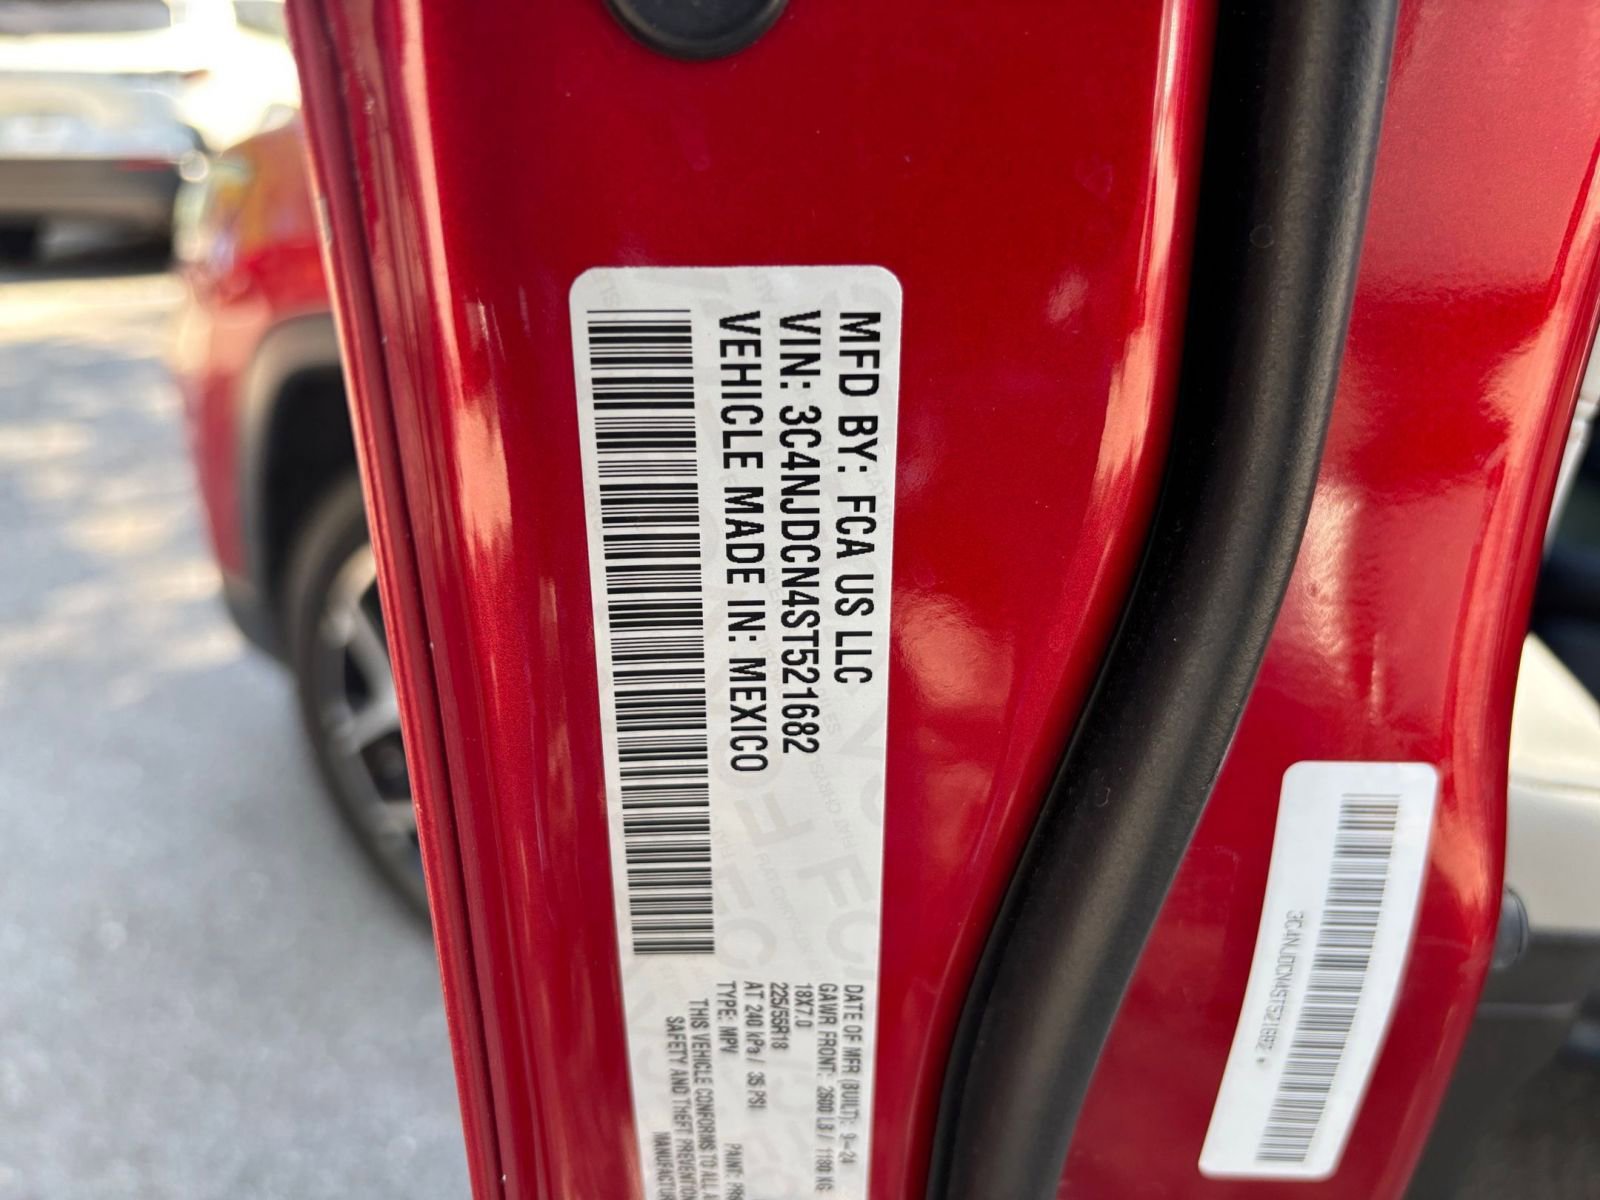 MFD BY: FCA US LLC
VIN: 3C4NJDCN4ST521682
VEHICLE MADE IN: MEXICO
DATE OF MFR (BUILT): 9-24
GAWR FRONT: 2600 LB / 1180 KG
18X7.0
225/55R18
AT 240 kPa / 35 PSI
TYPE: MPV PAINT:
THIS VEHICLE CONFORMS TO ALL
SAFETY AND THEFT PREVENTION
3C4NJDCN4ST521682